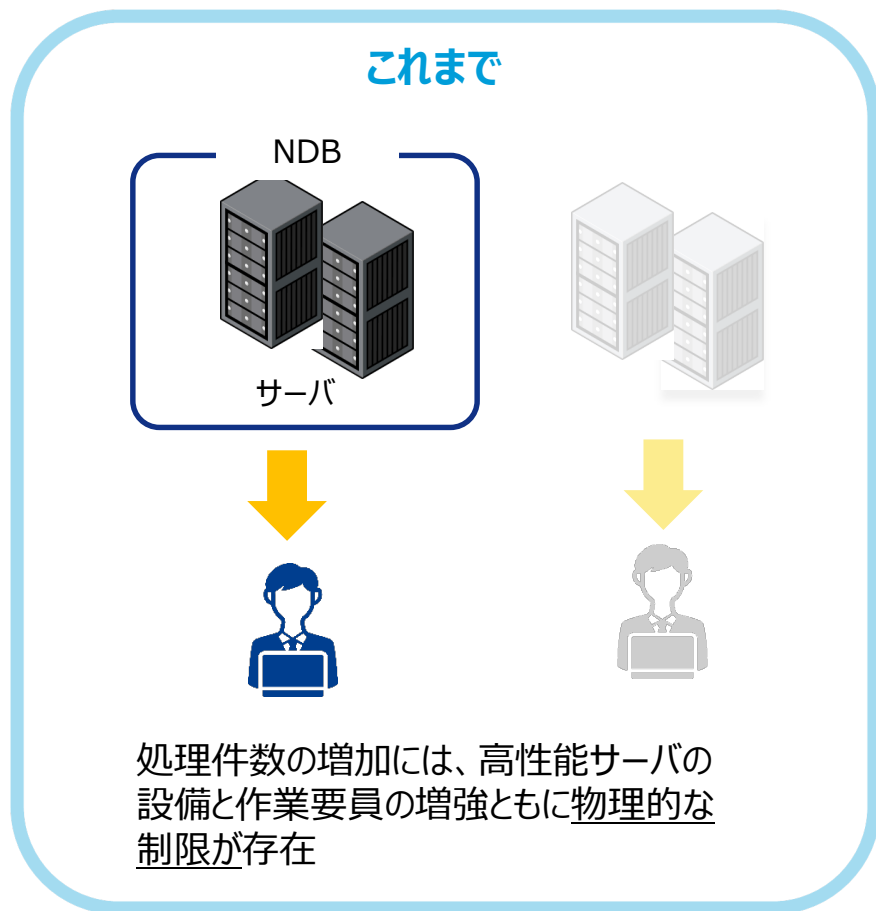 これまで
NDB
サーバ
処理件数の増加には、高性能サーバの
設備と作業要員の増強ともに物理的な
制限が存在